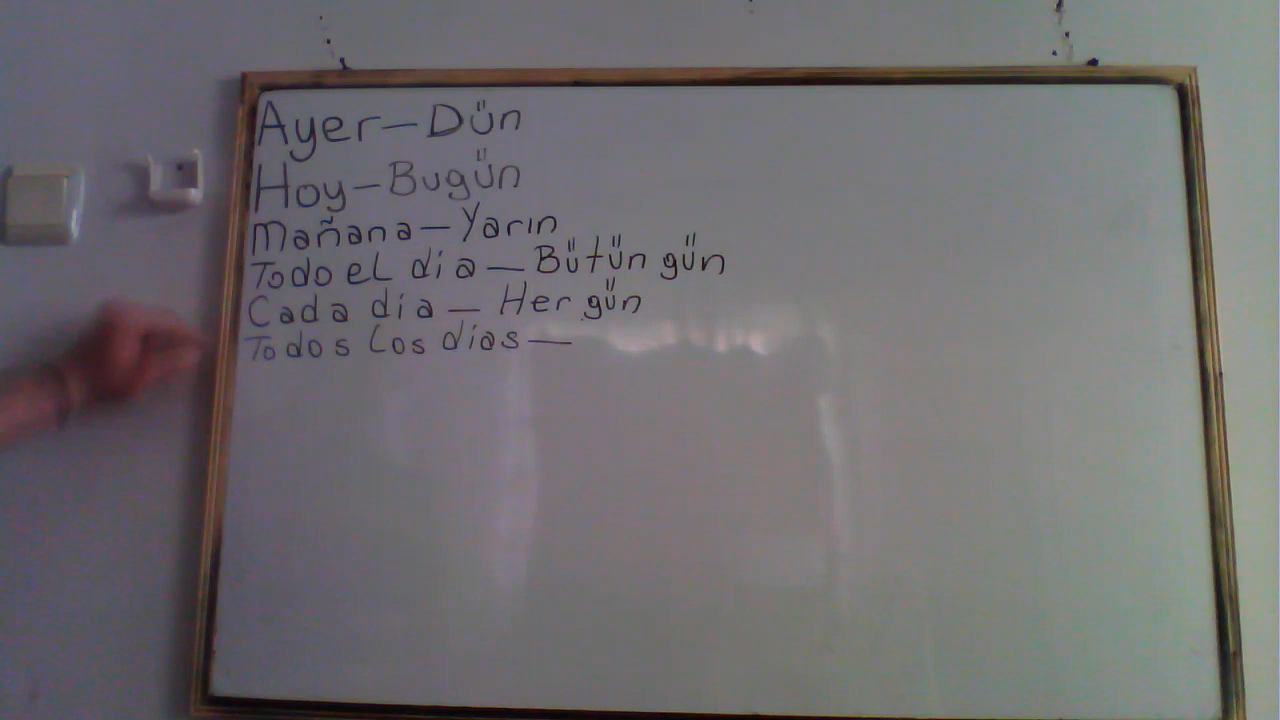 Ayer - Dün
Hoy - Bugün
Mañana - Yarın
Todo el día - Bütün gün
Cada día - Her gün
Todos los días -